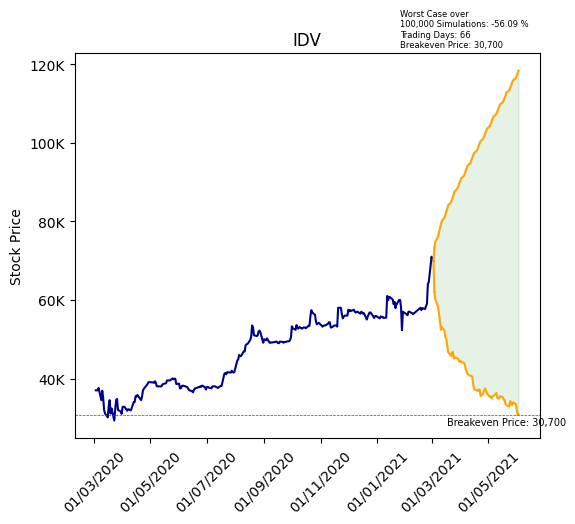 Worst Case over
100,000 Simulations: -56.09 %
Trading Days: 66
Breakeven Price: 30,700
IDV
120K
100K
80K
60K
40K
Stock Price
Breakeven Price: 30,700
01/03/2020
01/05/2020
01/07/2020
01/09/2020
01/11/2020
01/01/2021
01/03/2021
01/05/2021